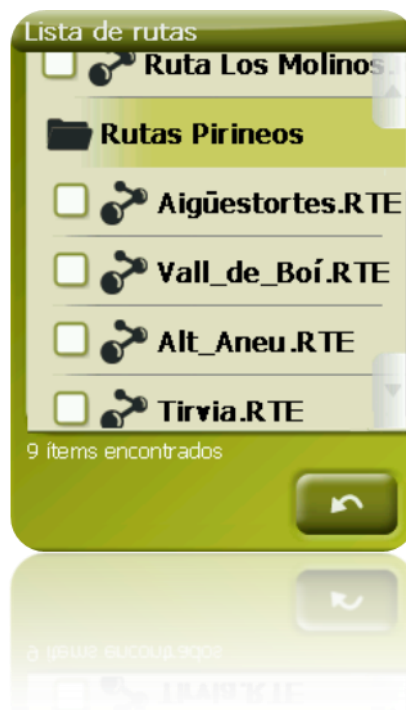 Lista de rutas
Ruta Los Molinos
Rutas Pirineos
Aigüestortes.RTE
Vall_de_Boí.RTE
Alt_Aneu.RTE
Tirvia.RTE
9 ítems encontrados